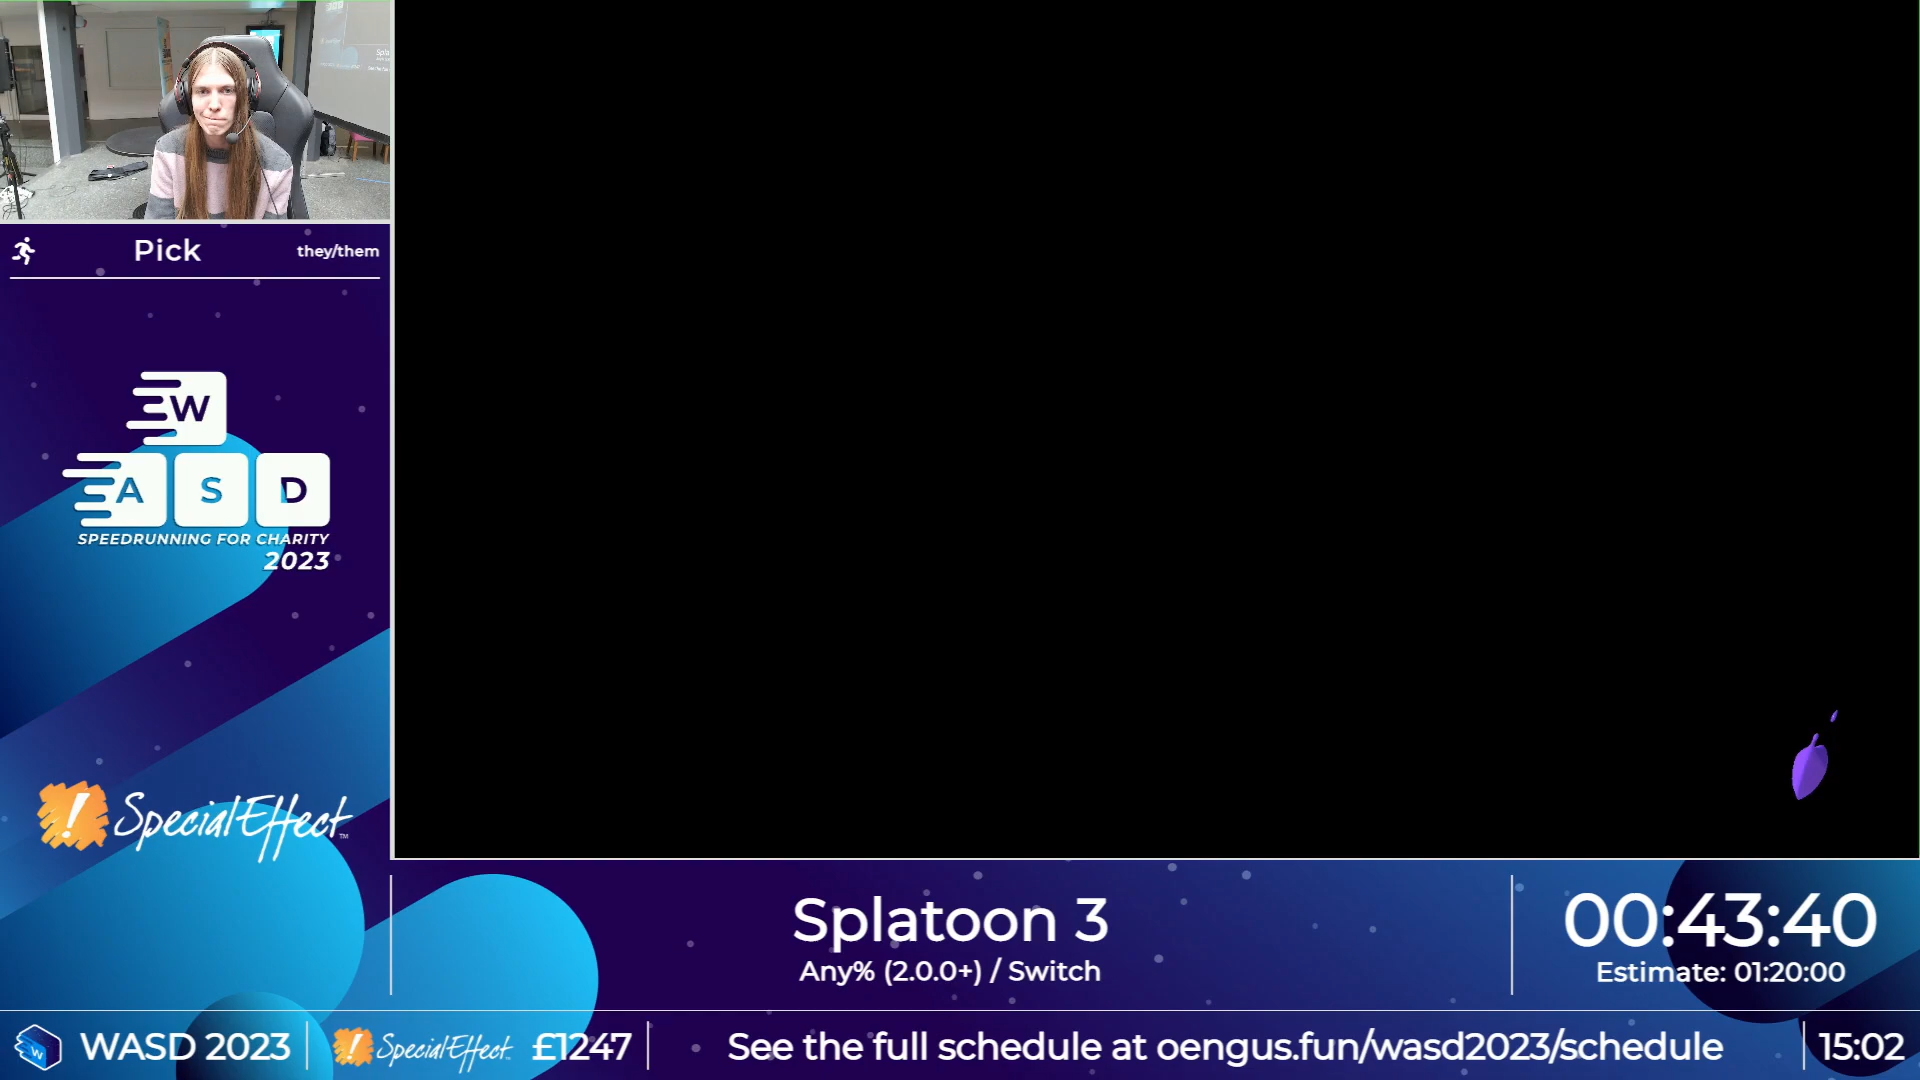 Pick
they/them
W
A S D
SPEEDRUNNING FOR CHARITY
2023
! SpecialEffect™
Splatoon 3
Any% (2.0.0+) / Switch
00:43:40
Estimate: 01:20:00
W
WASD 2023
! SpecialEffect
£1247
See the full schedule at oengus.fun/wasd2023/schedule
15:02